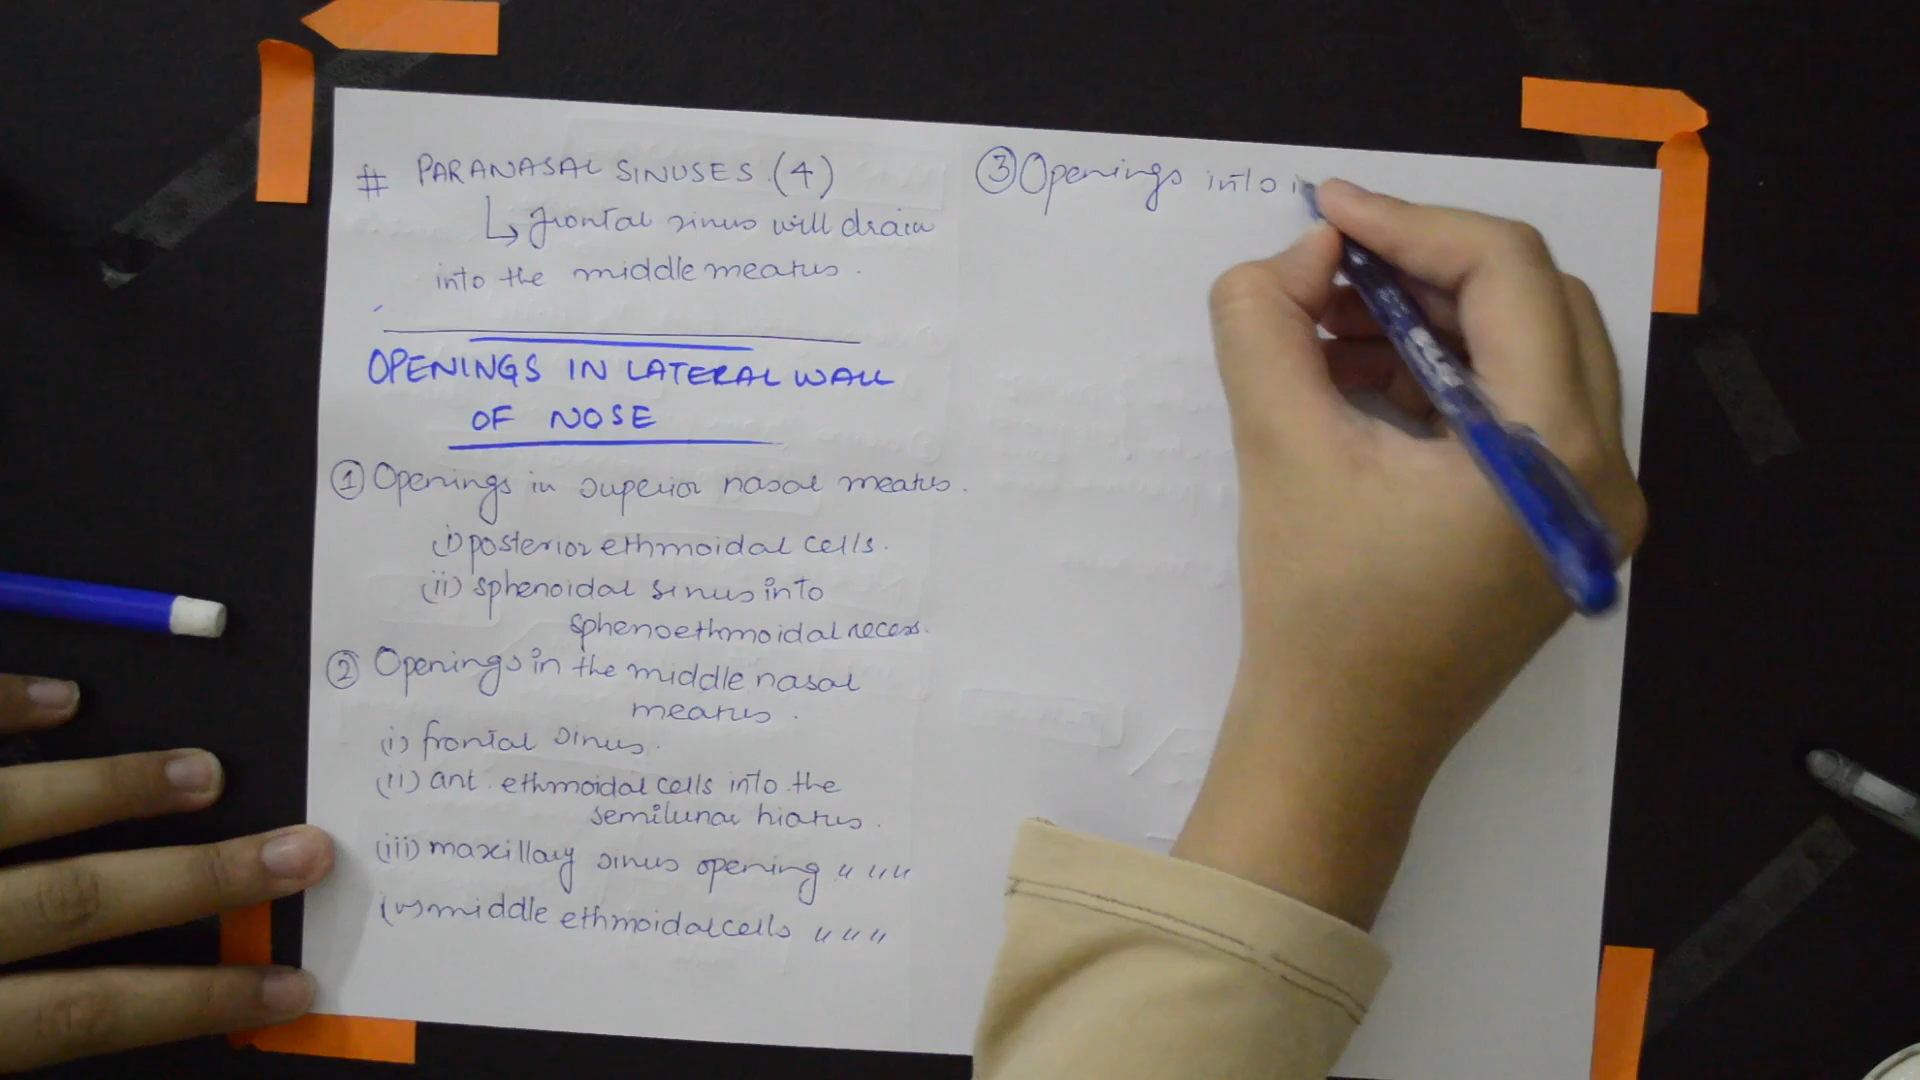 # PARANASAL SINUSES. (4)
↳ frontal sinus will drain
into the middle meatus.
OPENINGS IN LATERAL WALL
OF NOSE
① Openings in superior nasal meatus.
(i) posterior ethmoidal cells.
(ii) sphenoidal sinus into
sphenoethmoidal recess.
② Openings in the middle nasal
meatus.
(i) frontal sinus.
(ii) ant. ethmoidal cells into the
semilunar hiatus.
(iii) maxillary sinus opening " " "
(v) middle ethmoidal cells " " "
③ Openings into